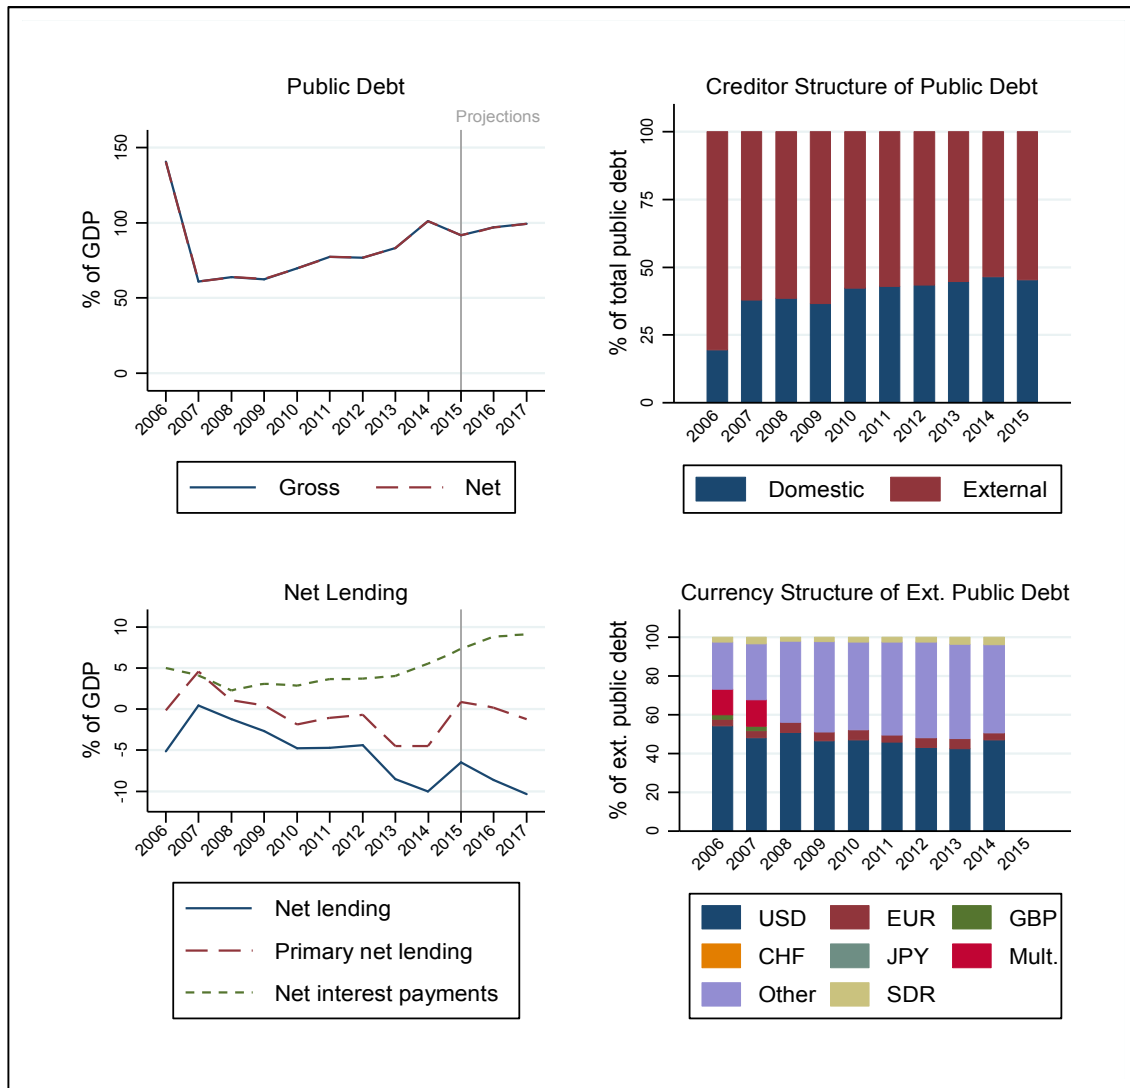 Public Debt
Projections
% of GDP
150
100
50
0
2006 2007 2008 2009 2010 2011 2012 2013 2014 2015 2016 2017
Gross Net
Creditor Structure of Public Debt
% of total public debt
100
75
50
25
0
2006 2007 2008 2009 2010 2011 2012 2013 2014 2015
Domestic External
Net Lending
% of GDP
10
5
0
-5
-10
2006 2007 2008 2009 2010 2011 2012 2013 2014 2015 2016 2017
Net lending
Primary net lending
Net interest payments
Currency Structure of Ext. Public Debt
% of ext. public debt
100
80
60
40
20
0
2006 2007 2008 2009 2010 2011 2012 2013 2014 2015
USD EUR GBP
CHF JPY Mult.
Other SDR